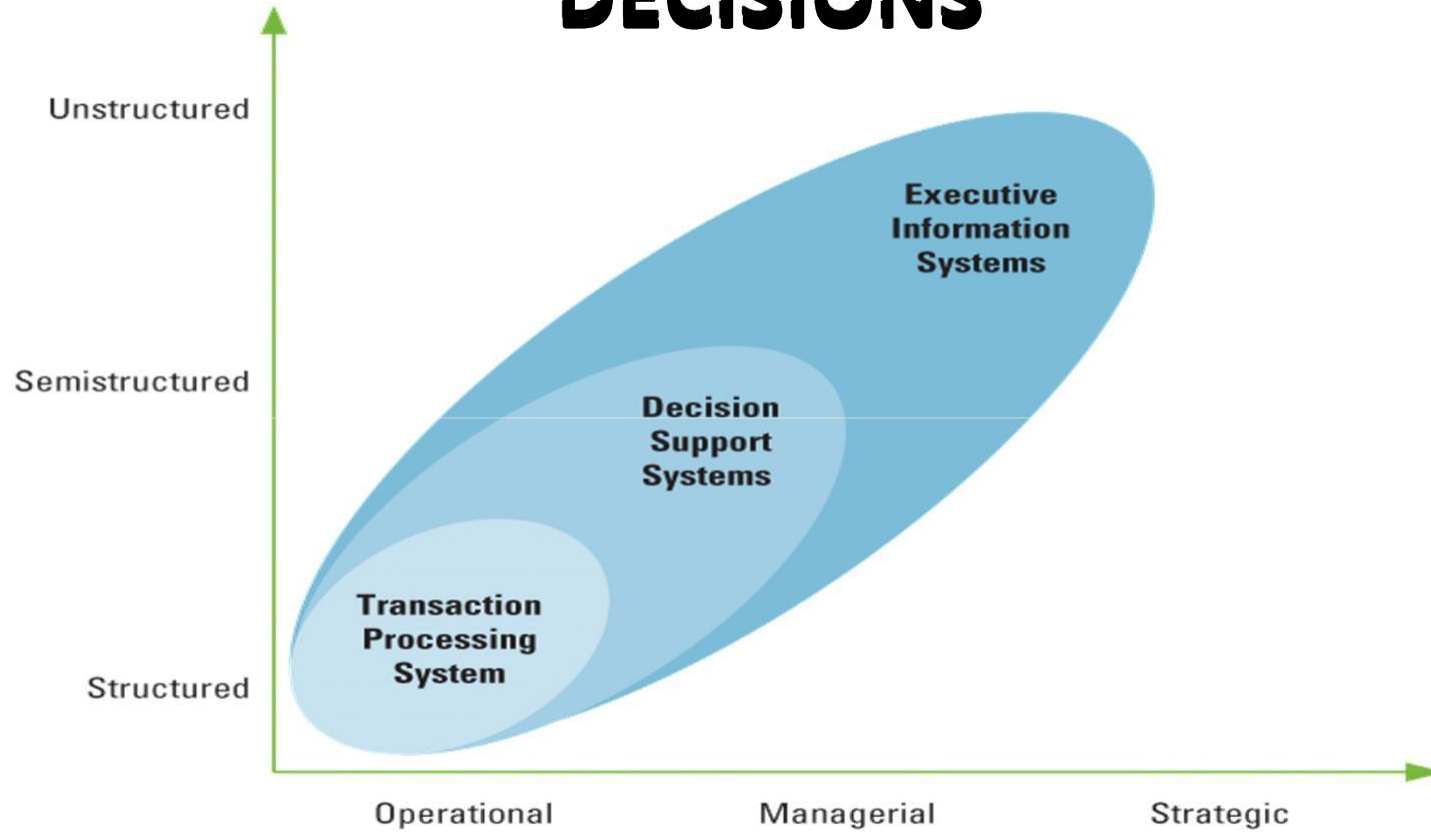 DECISIONS
Unstructured
Executive
Information
Systems
Semistructured
Decision
Support
Systems
Transaction
Processing
System
Structured
Operational
Managerial
Strategic